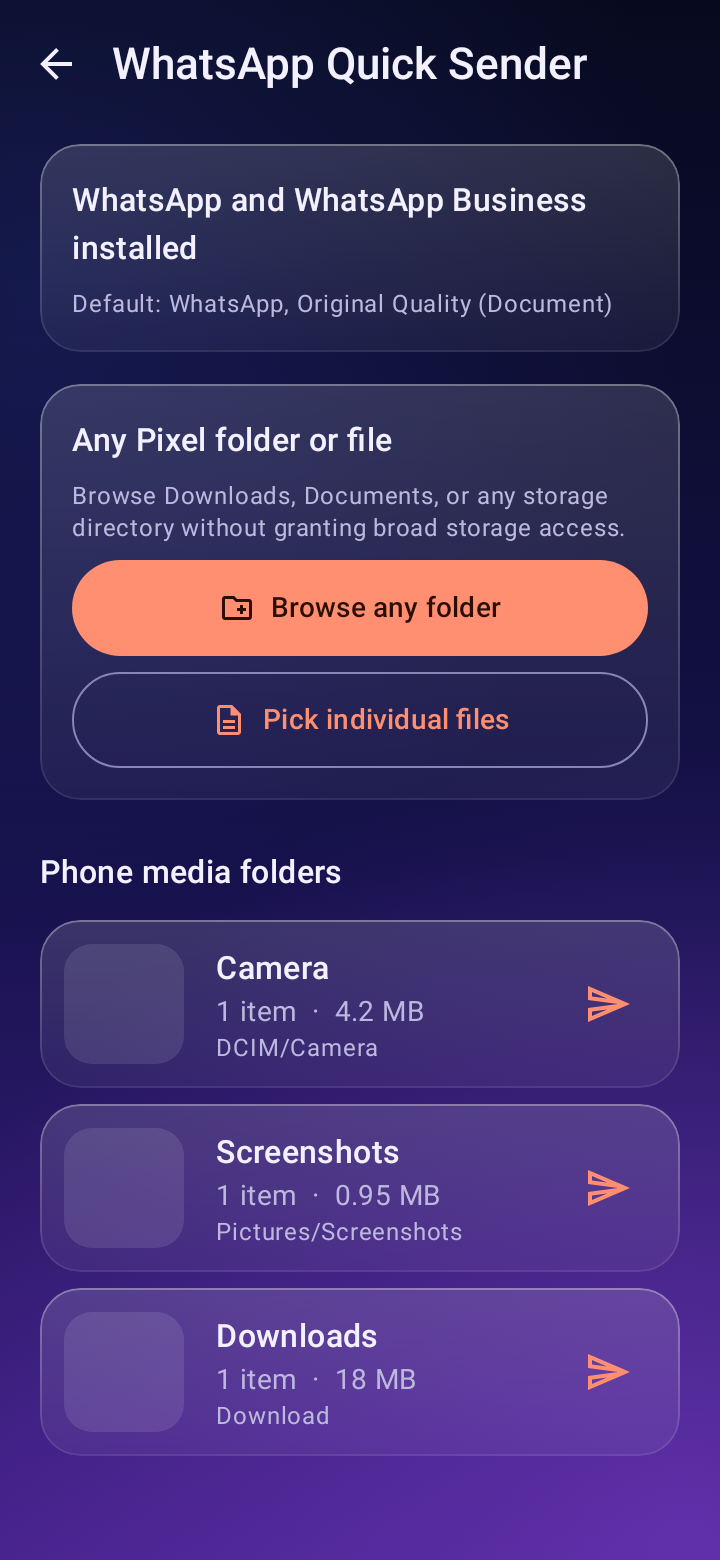 WhatsApp Quick Sender
WhatsApp and WhatsApp Business
installed
Default: WhatsApp, Original Quality (Document)
Any Pixel folder or file
Browse Downloads, Documents, or any storage
directory without granting broad storage access.
Browse any folder
Pick individual files
Phone media folders
Camera
1 item · 4.2 MB
DCIM/Camera
Screenshots
1 item · 0.95 MB
Pictures/Screenshots
Downloads
1 item · 18 MB
Download